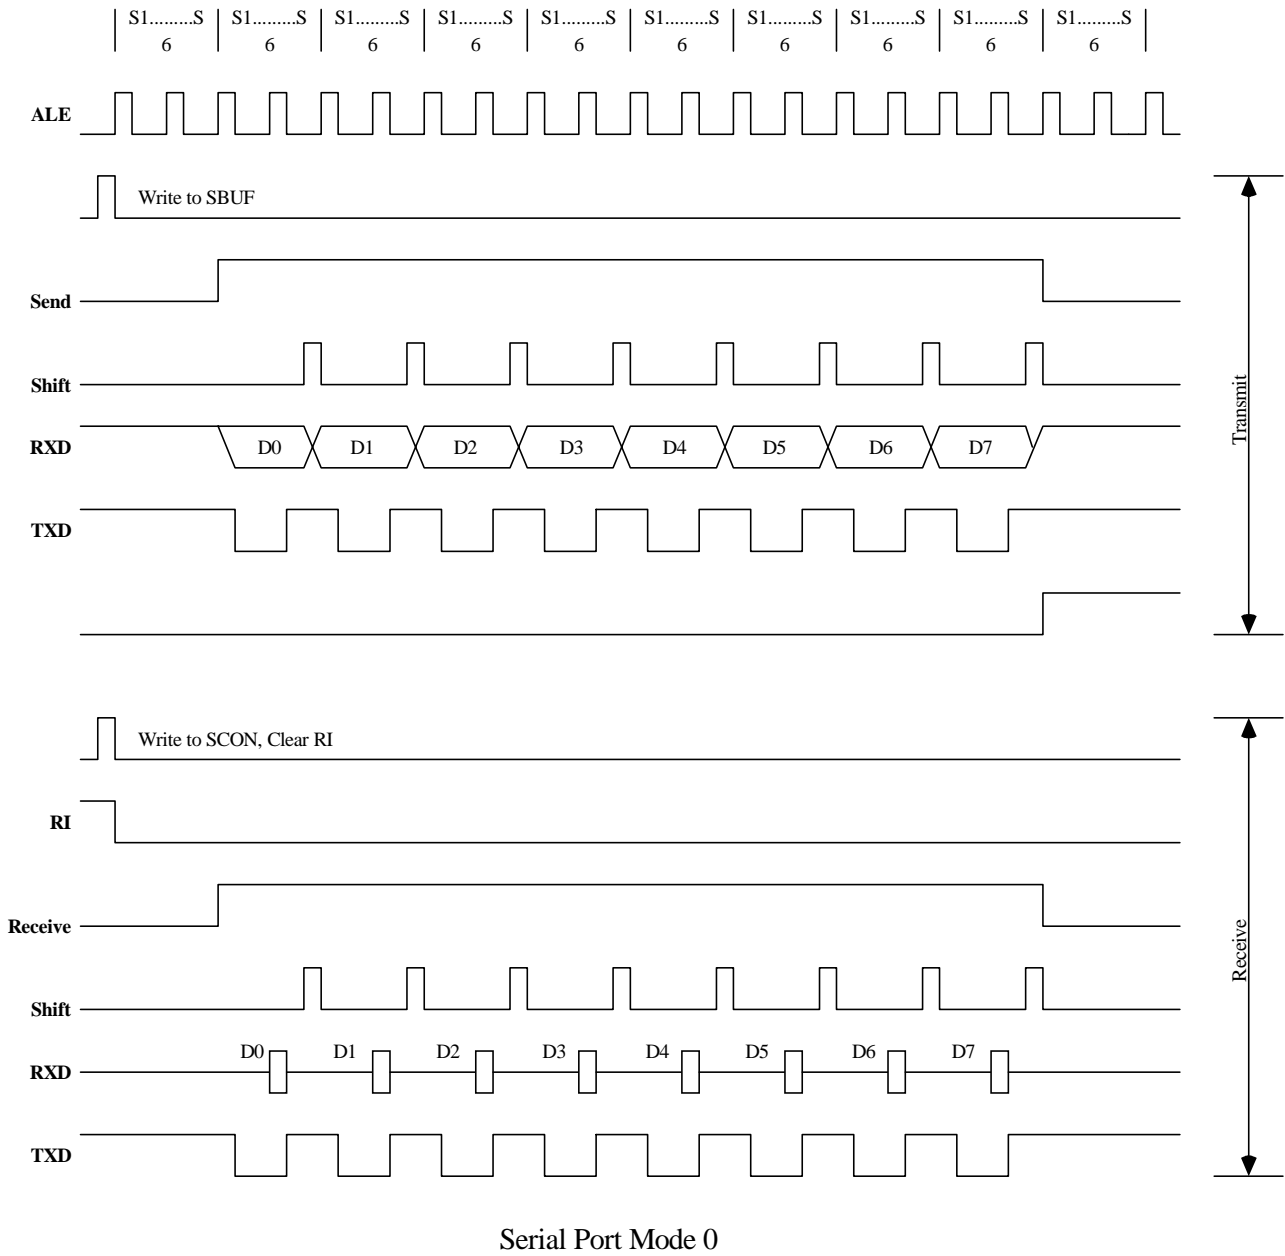 S1.........S S1.........S S1.........S S1.........S S1.........S S1.........S S1.........S S1.........S S1.........S S1.........S
6 6 6 6 6 6 6 6 6 6
ALE
Write to SBUF
Send
Shift
RXD D0 D1 D2 D3 D4 D5 D6 D7
TXD
Transmit
Write to SCON, Clear RI
RI
Receive
Shift
D0 D1 D2 D3 D4 D5 D6 D7
RXD
TXD
Receive
Serial Port Mode 0